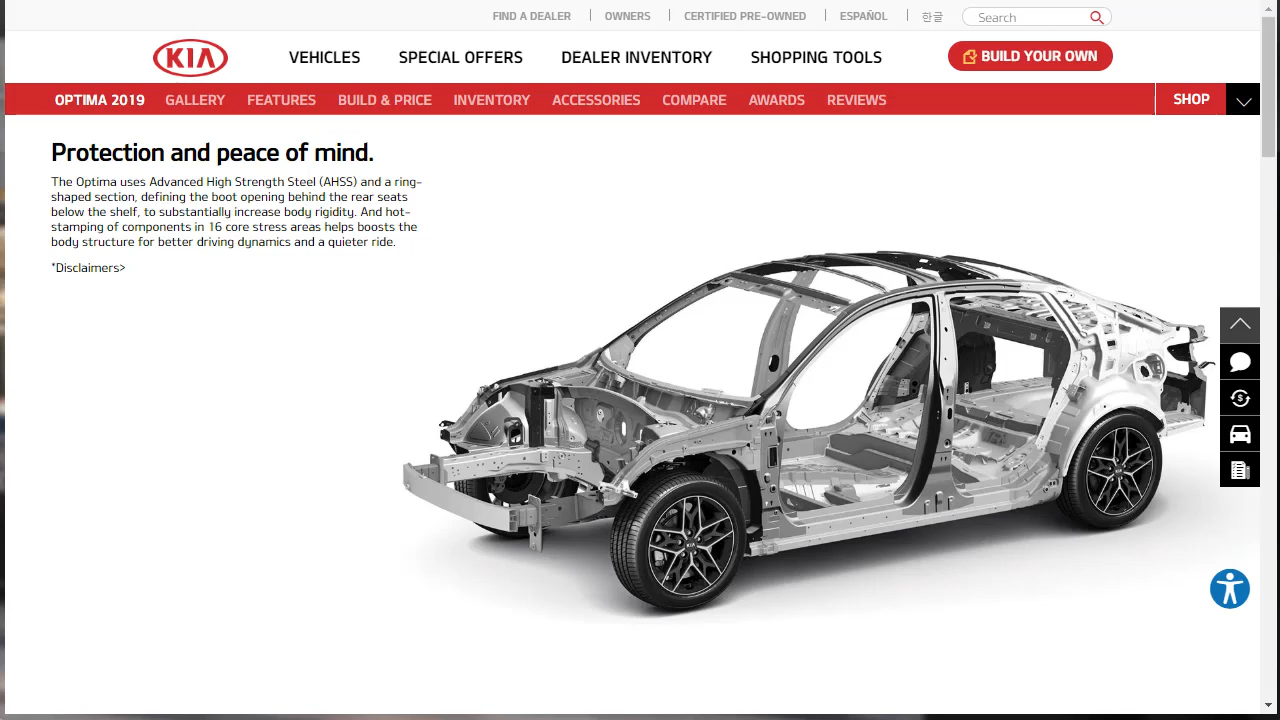 FIND A DEALER
OWNERS
CERTIFIED PRE-OWNED
ESPAÑOL
한글
Search
KIA
VEHICLES
SPECIAL OFFERS
DEALER INVENTORY
SHOPPING TOOLS
BUILD YOUR OWN
OPTIMA 2019
GALLERY
FEATURES
BUILD & PRICE
INVENTORY
ACCESSORIES
COMPARE
AWARDS
REVIEWS
SHOP
Protection and peace of mind.
The Optima uses Advanced High Strength Steel (AHSS) and a ring-
shaped section, defining the boot opening behind the rear seats
below the shelf, to substantially increase body rigidity. And hot-
stamping of components in 16 core stress areas helps boosts the
body structure for better driving dynamics and a quieter ride.
*Disclaimers>